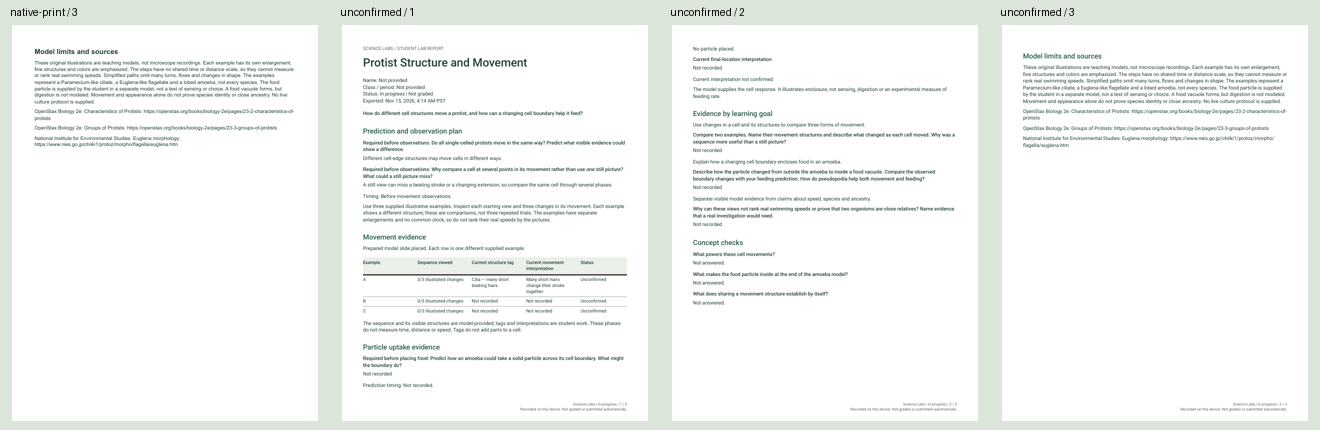 native-print / 3
Model limits and sources
These original illustrations are teaching models, not microscope recordings. Each example has its own enlargement,
fine structures and colors are emphasized. The steps have no shared time or distance scale, so they cannot measure
or rank real swimming speeds. Simplified paths omit many turns, flows and changes in shape. The examples
represent a Paramecium-like ciliate, a Euglena-like flagellate and a lobed amoeba, not every species. The food
particle is supplied in a separate model, not a test of sensing or choice. A food vacuole forms, but
digestion is not modeled. Movement and appearance alone do not prove species identity or close ancestry. No live
culture protocol is supplied.
OpenStax Biology 2e: Characteristics of Protists: https://openstax.org/books/biology-2e/pages/23-2-characteristics-of-
protists
OpenStax Biology 2e: Groups of Protists: https://openstax.org/books/biology-2e/pages/23-3-groups-of-protists
National Institute for Environmental Studies: Euglena morphology:
https://www.nies.go.jp/chiiki1/protoz/morpho/flagella/euglena.htm
unconfirmed / 1
SCIENCE LABS / STUDENT LAB REPORT
Protist Structure and Movement
Name: Not provided
Class / period: Not provided
Status: In progress | Not graded
Exported: Nov 15, 2026, 4:14 AM PST
How do different cell structures move a protist, and how can a changing cell boundary help it feed?
Prediction and observation plan
Required before observations: Do all single-celled protists move in the same way? Predict what visible evidence could
show a difference.
Different cell-edge structures may move cells in different ways.
Required before observations: Why compare a cell at several points in its movement rather than use one still picture?
What could a still picture miss?
A still view can miss a beating stroke or a changing extension, so compare the same cell through several phases.
Timing: Before movement observations.
Use three supplied illustrative examples. Inspect each starting view and three changes in its movement. Each example
shows a different structure; these are comparisons, not three repeated trials. The examples have separate
enlargements and no common clock, so do not rank their real speeds by the pictures.
Movement evidence
Prepared model slide placed. Each row is one different supplied example.
Example Sequence viewed Current structure tag Current movement interpretation Status
A 3/3 illustrated changes Cilia — many short beating hairs Many short hairs change their stroke together. Unconfirmed
B 0/3 illustrated changes Not recorded Not recorded Unconfirmed
C 0/3 illustrated changes Not recorded Not recorded Unconfirmed
The sequence and its visible structures are model-provided; tags and interpretations are student work. These phases
do not measure time, distance or speed. Tags do not add parts to a cell.
Particle uptake evidence
Required before placing food: Predict how an amoeba could take a solid particle across its cell boundary. What might
the boundary do?
Not recorded
Prediction timing: Not recorded.
Science Labs | In progress | 1 / 3
Recorded on this device. Not graded or submitted automatically.
unconfirmed / 2
No particle placed.
Current final-location interpretation
Not recorded
Current interpretation not confirmed.
The model supplies the cell response. It illustrates enclosure, not sensing, digestion or an experimental measure of
feeding rate.
Evidence by learning goal
Use changes in a cell and its structures to compare three forms of movement.
Compare two examples. Name their movement structures and describe what changed as each cell moved. Why was a
sequence more useful than a still picture?
Not recorded
Explain how a changing cell boundary encloses food in an amoeba.
Describe how the particle changed from outside the amoeba to inside a food vacuole. Compare the observed
boundary changes with your feeding prediction. How do pseudopodia help both movement and feeding?
Not recorded
Separate visible model evidence from claims about speed, species and ancestry.
Why can these views not rank real swimming speeds or prove that two organisms are close relatives? Name evidence
that a real investigation would need.
Not recorded
Concept checks
What powers these cell movements?
Not answered.
What makes the food particle inside at the end of the amoeba model?
Not answered.
What does sharing a movement structure establish by itself?
Not answered.
Science Labs | In progress | 2 / 3
Recorded on this device. Not graded or submitted automatically.
unconfirmed / 3
Model limits and sources
These original illustrations are teaching models, not microscope recordings. Each example has its own enlargement,
fine structures and colors are emphasized. The steps have no shared time or distance scale, so they cannot measure
or rank real swimming speeds. Simplified paths omit many turns, flows and changes in shape. The examples
represent a Paramecium-like ciliate, a Euglena-like flagellate and a lobed amoeba, not every species. The food
particle is supplied in a separate model, not a test of sensing or choice. A food vacuole forms, but digestion is not modeled.
Movement and appearance alone do not prove species identity or close ancestry. No live culture protocol is supplied.
OpenStax Biology 2e: Characteristics of Protists: https://openstax.org/books/biology-2e/pages/23-2-characteristics-of-
protists
OpenStax Biology 2e: Groups of Protists: https://openstax.org/books/biology-2e/pages/23-3-groups-of-protists
National Institute for Environmental Studies: Euglena morphology: https://www.nies.go.jp/chiiki1/protoz/morpho/
flagella/euglena.htm
Science Labs | In progress | 3 / 3
Recorded on this device. Not graded or submitted automatically.